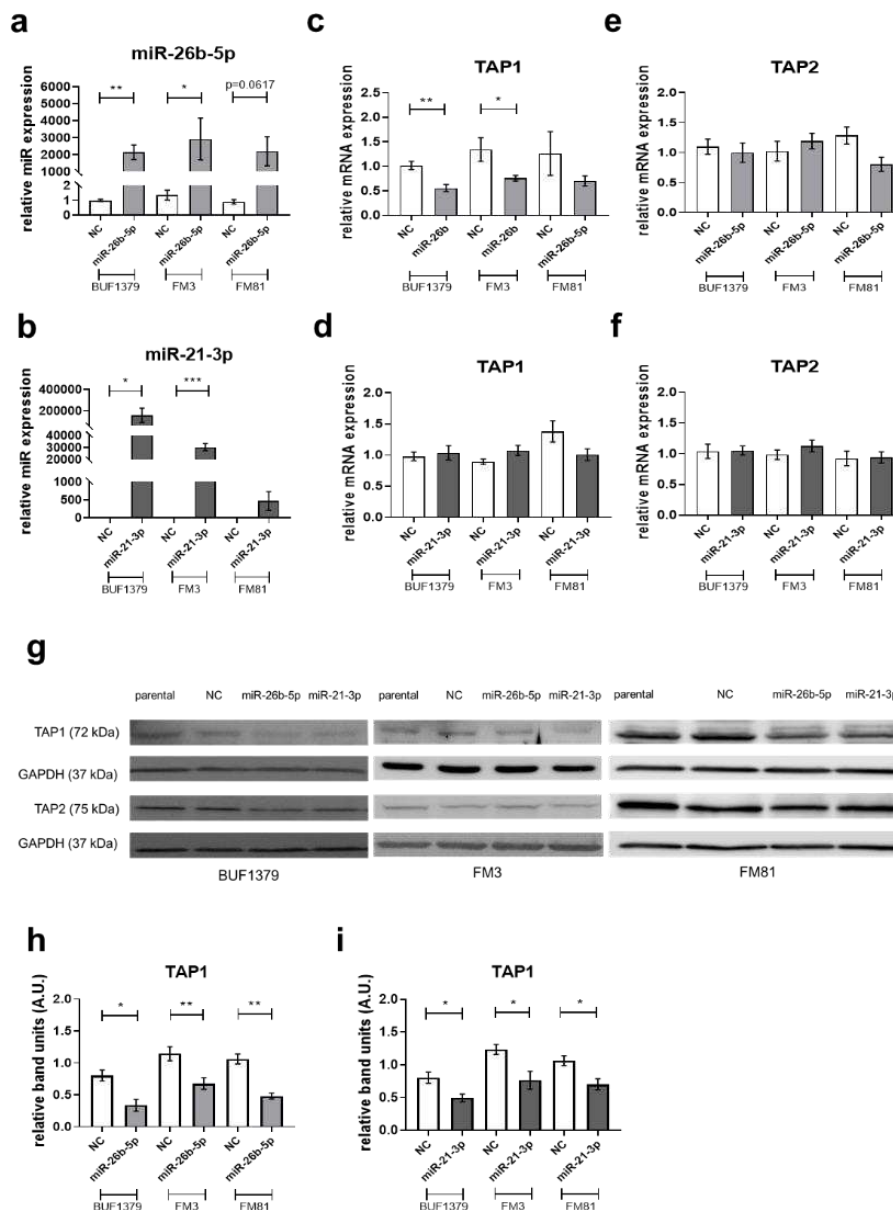 a
miR-26b-5p
relative miR expression
6000
5000
4000
3000
2000
1000
2
1
0
**
*
p=0.0617
NC
miR-26b-5p
NC
miR-26b-5p
NC
miR-26b-5p
BUF1379
FM3
FM81
c
TAP1
relative mRNA expression
2.0
1.5
1.0
0.5
0.0
**
*
NC
miR-26b
NC
miR-26b
NC
miR-26b-5p
BUF1379
FM3
FM81
e
TAP2
relative mRNA expression
2.5
2.0
1.5
1.0
0.5
0.0
NC
miR-26b-5p
NC
miR-26b-5p
NC
miR-26b-5p
BUF1379
FM3
FM81
b
miR-21-3p
relative miR expression
400000
200000
40000
30000
20000
1000
500
0
*
***
NC
miR-21-3p
NC
miR-21-3p
NC
miR-21-3p
BUF1379
FM3
FM81
d
TAP1
relative mRNA expression
2.0
1.5
1.0
0.5
0.0
NC
miR-21-3p
NC
miR-21-3p
NC
miR-21-3p
BUF1379
FM3
FM81
f
TAP2
relative mRNA expression
2.0
1.5
1.0
0.5
0.0
NC
miR-21-3p
NC
miR-21-3p
NC
miR-21-3p
BUF1379
FM3
FM81
g
parental NC miR-26b-5p miR-21-3p parental NC miR-26b-5p miR-21-3p parental NC miR-26b-5p miR-21-3p
TAP1 (72 kDa)
GAPDH (37 kDa)
TAP2 (75 kDa)
GAPDH (37 kDa)
BUF1379 FM3 FM81
h
TAP1
relative band units (A.U.)
2.0
1.5
1.0
0.5
0.0
*
**
**
NC
miR-26b-5p
NC
miR-26b-5p
NC
miR-26b-5p
BUF1379
FM3
FM81
i
TAP1
relative band units (A.U.)
2.0
1.5
1.0
0.5
0.0
*
*
*
NC
miR-21-3p
NC
miR-21-3p
NC
miR-21-3p
BUF1379
FM3
FM81